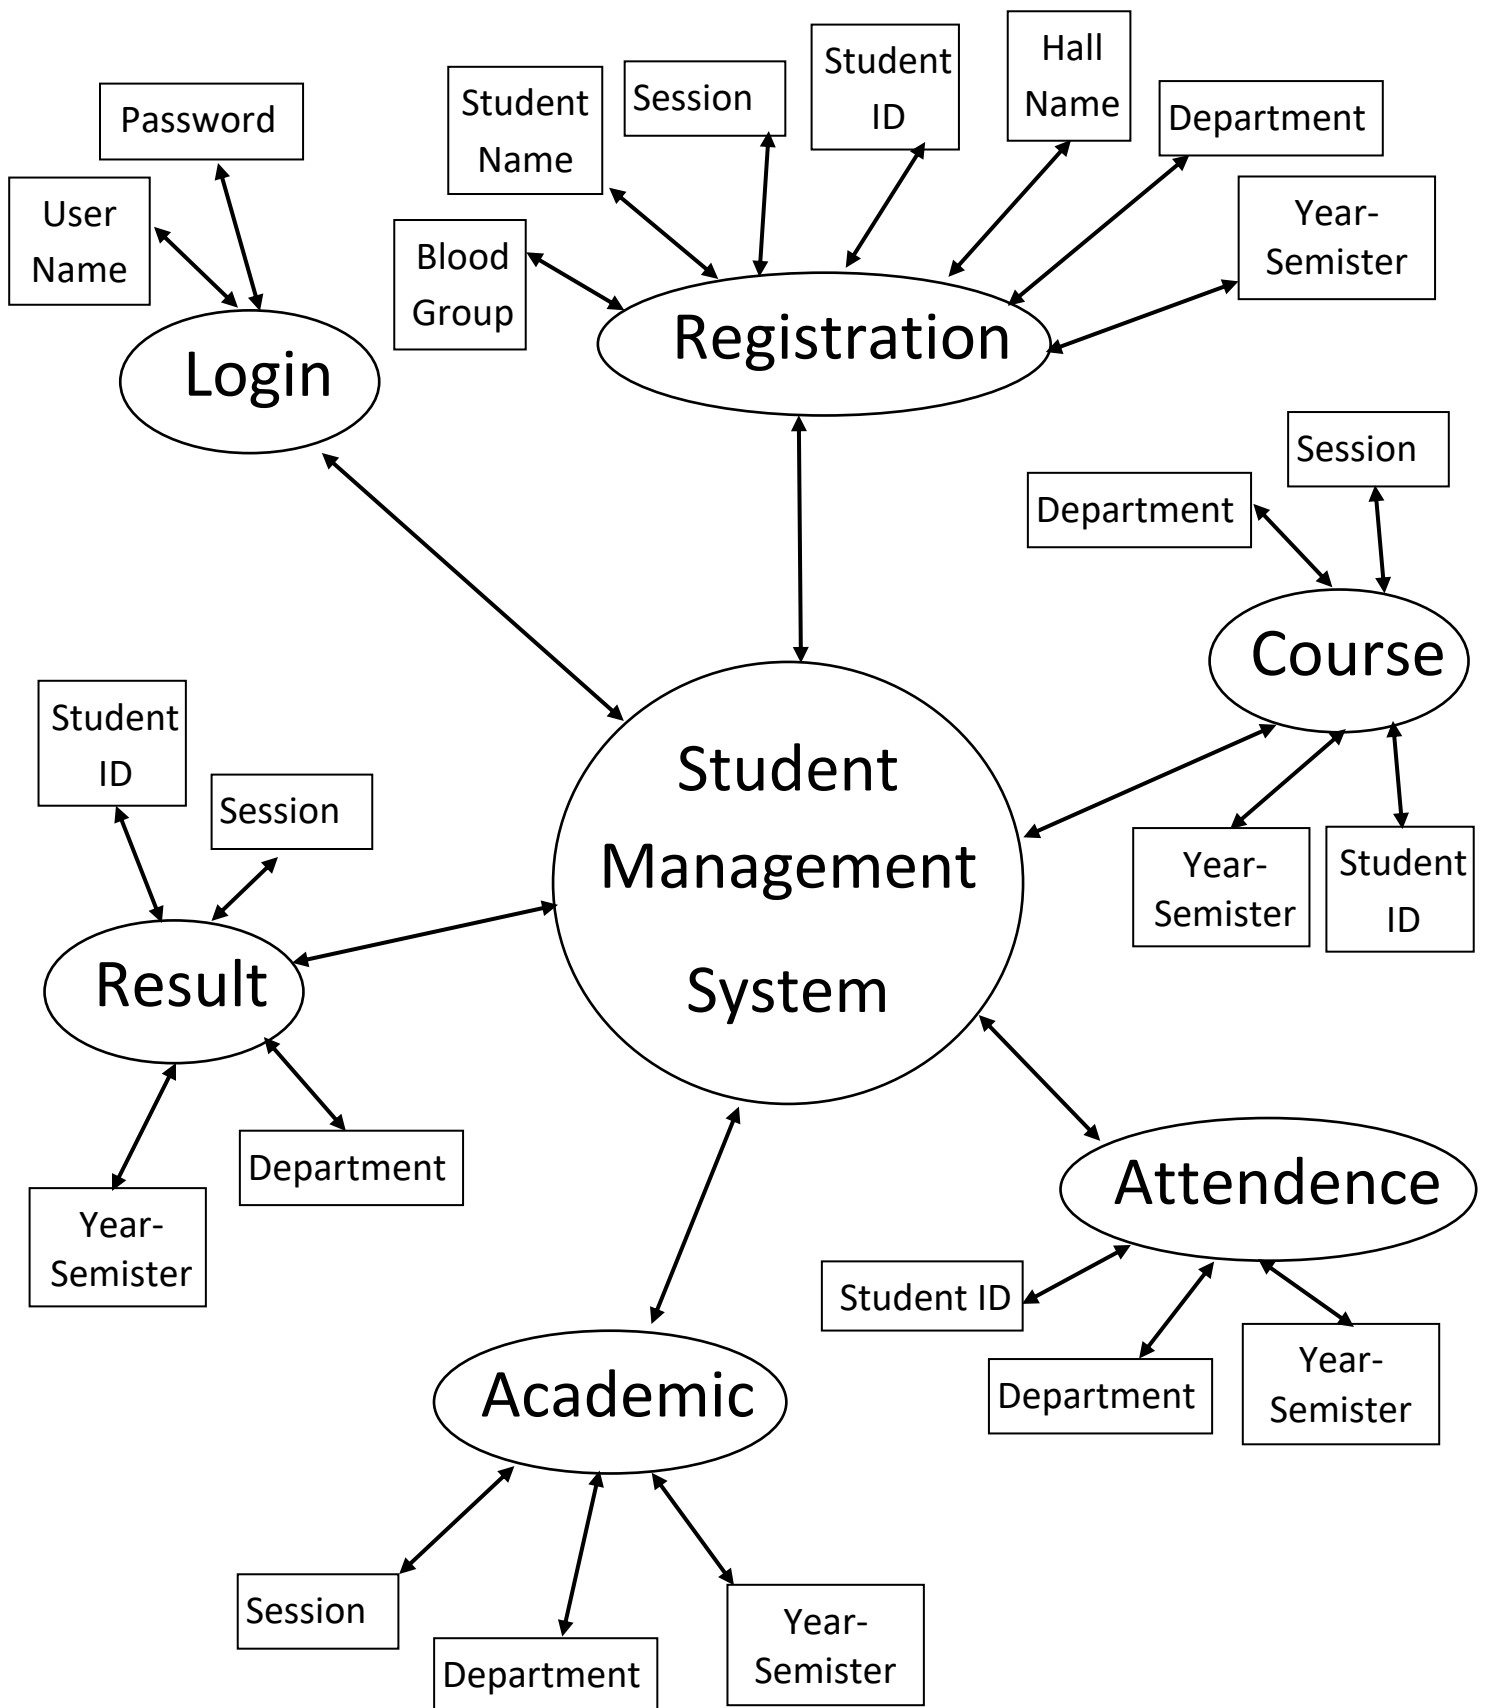 Password
User
Name
Login
Student
Name
Session
Student
ID
Hall
Name
Department
Year-
Semister
Blood
Group
Registration
Session
Department
Course
Year-
Semister
Student
ID
Student
Management
System
Student
ID
Session
Result
Department
Year-
Semister
Attendence
Student ID
Department
Year-
Semister
Academic
Session
Department
Year-
Semister